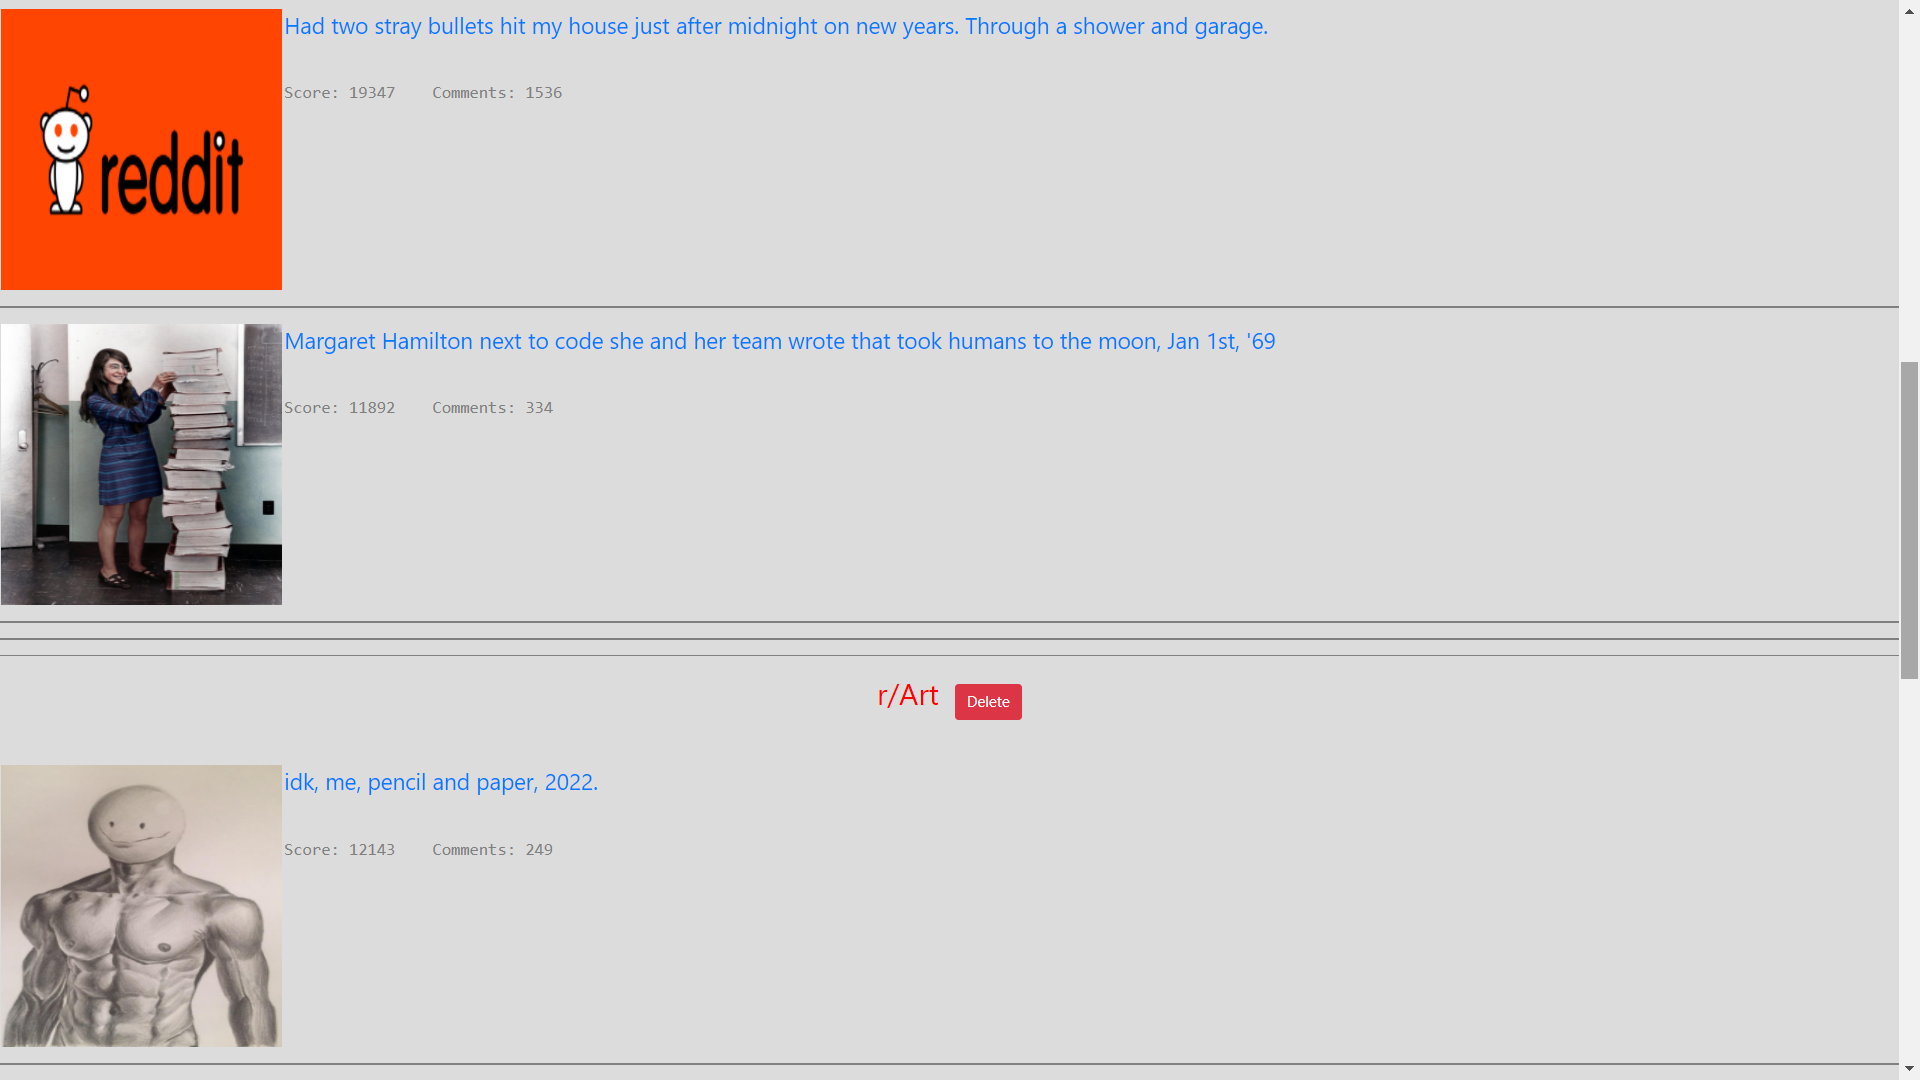 Had two stray bullets hit my house just after midnight on new years. Through a shower and garage.
Score: 19347    Comments: 1536
reddit
Margaret Hamilton next to code she and her team wrote that took humans to the moon, Jan 1st, '69
Score: 11892    Comments: 334
r/Art    Delete
idk, me, pencil and paper, 2022.
Score: 12143    Comments: 249